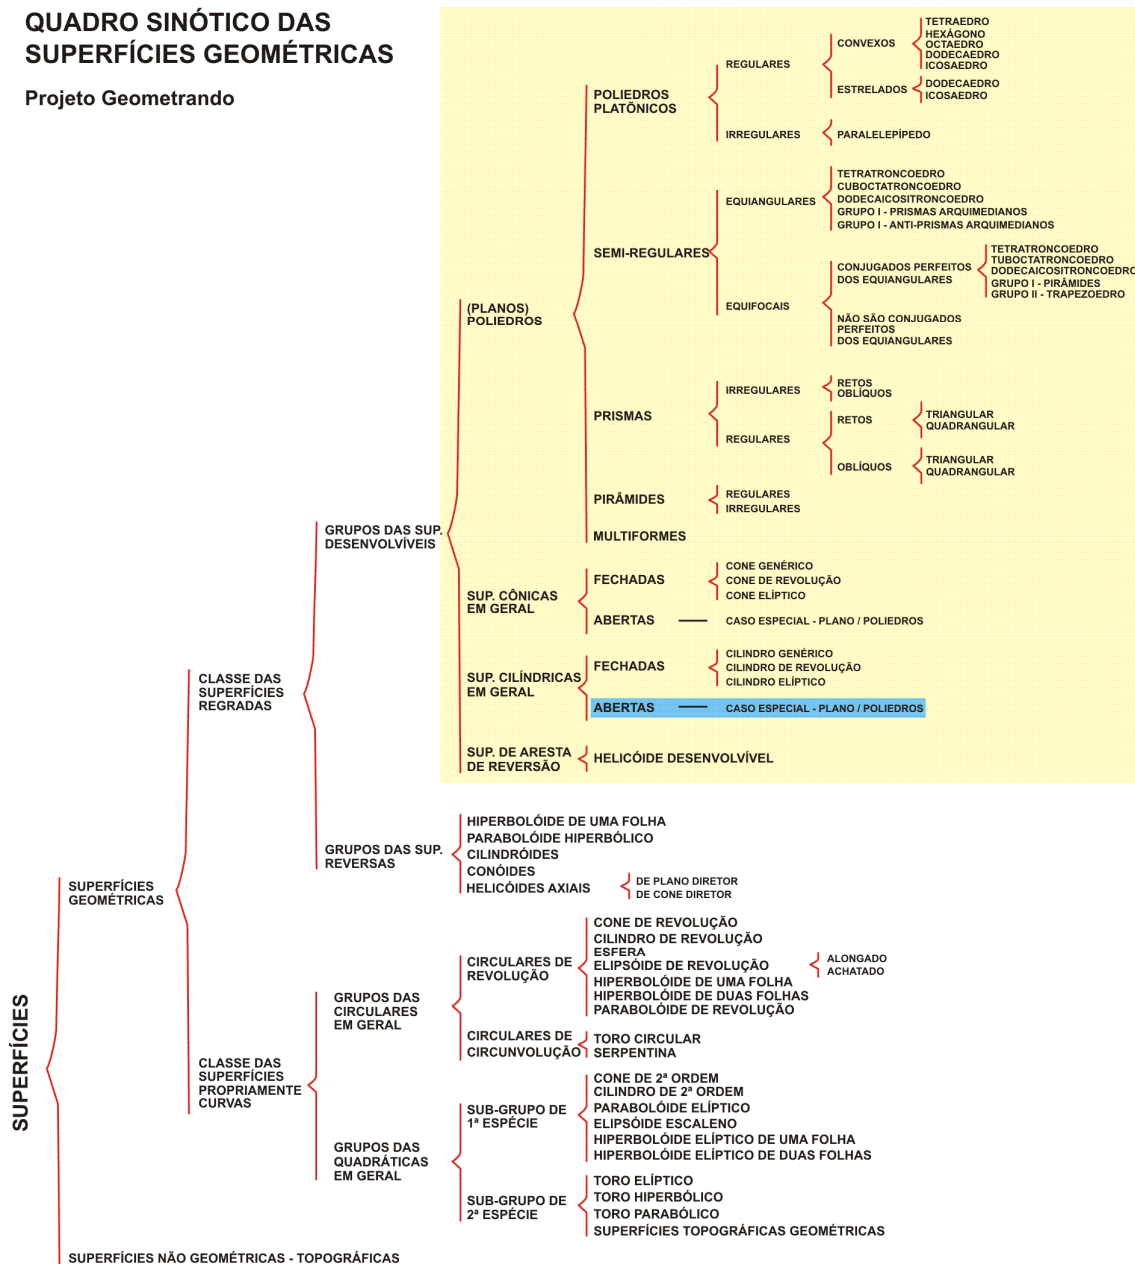 QUADRO SINÓTICO DAS
SUPERFÍCIES GEOMÉTRICAS
Projeto Geometrando
SUPERFÍCIES
SUPERFÍCIES
GEOMÉTRICAS
CLASSE DAS
SUPERFÍCIES
REGRADAS
GRUPOS DAS SUP.
DESENVOLVÍVEIS
(PLANOS)
POLIEDROS
POLIEDROS
PLATÕNICOS
REGULARES
CONVEXOS
TETRAEDRO
HEXÁGONO
OCTAEDRO
DODECAEDRO
ICOSAEDRO
ESTRELADOS
DODECAEDRO
ICOSAEDRO
IRREGULARES
PARALELEPÍPEDO
SEMI-REGULARES
EQUIANGULARES
TETRATRONCOEDRO
CUBOCTATRONCOEDRO
DODECAICOSITRONCOEDRO
GRUPO I - PRISMAS ARQUIMEDIANOS
GRUPO I - ANTI-PRISMAS ARQUIMEDIANOS
EQUIFOCAIS
CONJUGADOS PERFEITOS
DOS EQUIANGULARES
TETRATRONCOEDRO
TUBOCTATROCOEDRO
DODECAICOSITRONCOEDRO
GRUPO I - PIRÂMIDES
GRUPO II - TRAPEZOEDRO
NÃO SÃO CONJUGADOS
PERFEITOS
DOS EQUIANGULARES
PRISMAS
IRREGULARES
RETOS
OBLÍQUOS
REGULARES
RETOS
TRIANGULAR
QUADRANGULAR
OBLÍQUOS
TRIANGULAR
QUADRANGULAR
PIRÂMIDES
REGULARES
IRREGULARES
MULTIFORMES
SUP. CÔNICAS
EM GERAL
FECHADAS
CONE GENÉRICO
CONE DE REVOLUÇÃO
CONE ELÍPTICO
ABERTAS
CASO ESPECIAL - PLANO / POLIEDROS
SUP. CILÍNDRICAS
EM GERAL
FECHADAS
CILINDRO GENÉRICO
CILINDRO DE REVOLUÇÃO
CILINDRO ELÍPTICO
ABERTAS
CASO ESPECIAL - PLANO / POLIEDROS
SUP. DE ARESTA
DE REVERSÃO
HELICÓIDE DESENVOLVÍVEL
GRUPOS DAS SUP.
REVERSAS
HIPERBOLÓIDE DE UMA FOLHA
PARABOLÓIDE HIPERBÓLICO
CILINDRÓIDES
CONÓIDES
HELICÓIDES AXIAIS
DE PLANO DIRETOR
DE CONE DIRETOR
CLASSE DAS
SUPERFÍCIES
PROPRIAMENTE
CURVAS
GRUPOS DAS
CIRCULARES
EM GERAL
CIRCULARES DE
REVOLUÇÃO
CONE DE REVOLUÇÃO
CILINDRO DE REVOLUÇÃO
ESFERA
ELIPSÓIDE DE REVOLUÇÃO
ALONGADO
ACHATADO
HIPERBOLÓIDE DE UMA FOLHA
HIPERBOLÓIDE DE DUAS FOLHAS
PARABOLÓIDE DE REVOLUÇÃO
CIRCULARES DE
CIRCUNVOLUÇÃO
TORO CIRCULAR
SERPENTINA
GRUPOS DAS
QUADRÁTICAS
EM GERAL
SUB-GRUPO DE
1ª ESPÉCIE
CONE DE 2ª ORDEM
CILINDRO DE 2ª ORDEM
PARABOLÓIDE ELÍPTICO
ELIPSÓIDE ESCALENO
HIPERBOLÓIDE ELÍPTICO DE UMA FOLHA
HIPERBOLÓIDE ELÍPTICO DE DUAS FOLHAS
SUB-GRUPO DE
2ª ESPÉCIE
TORO ELÍPTICO
TORO HIPERBÓLICO
TORO PARABÓLICO
SUPERFÍCIES TOPOGRÁFICAS GEOMÉTRICAS
SUPERFÍCIES NÃO GEOMÉTRICAS - TOPOGRÁFICAS